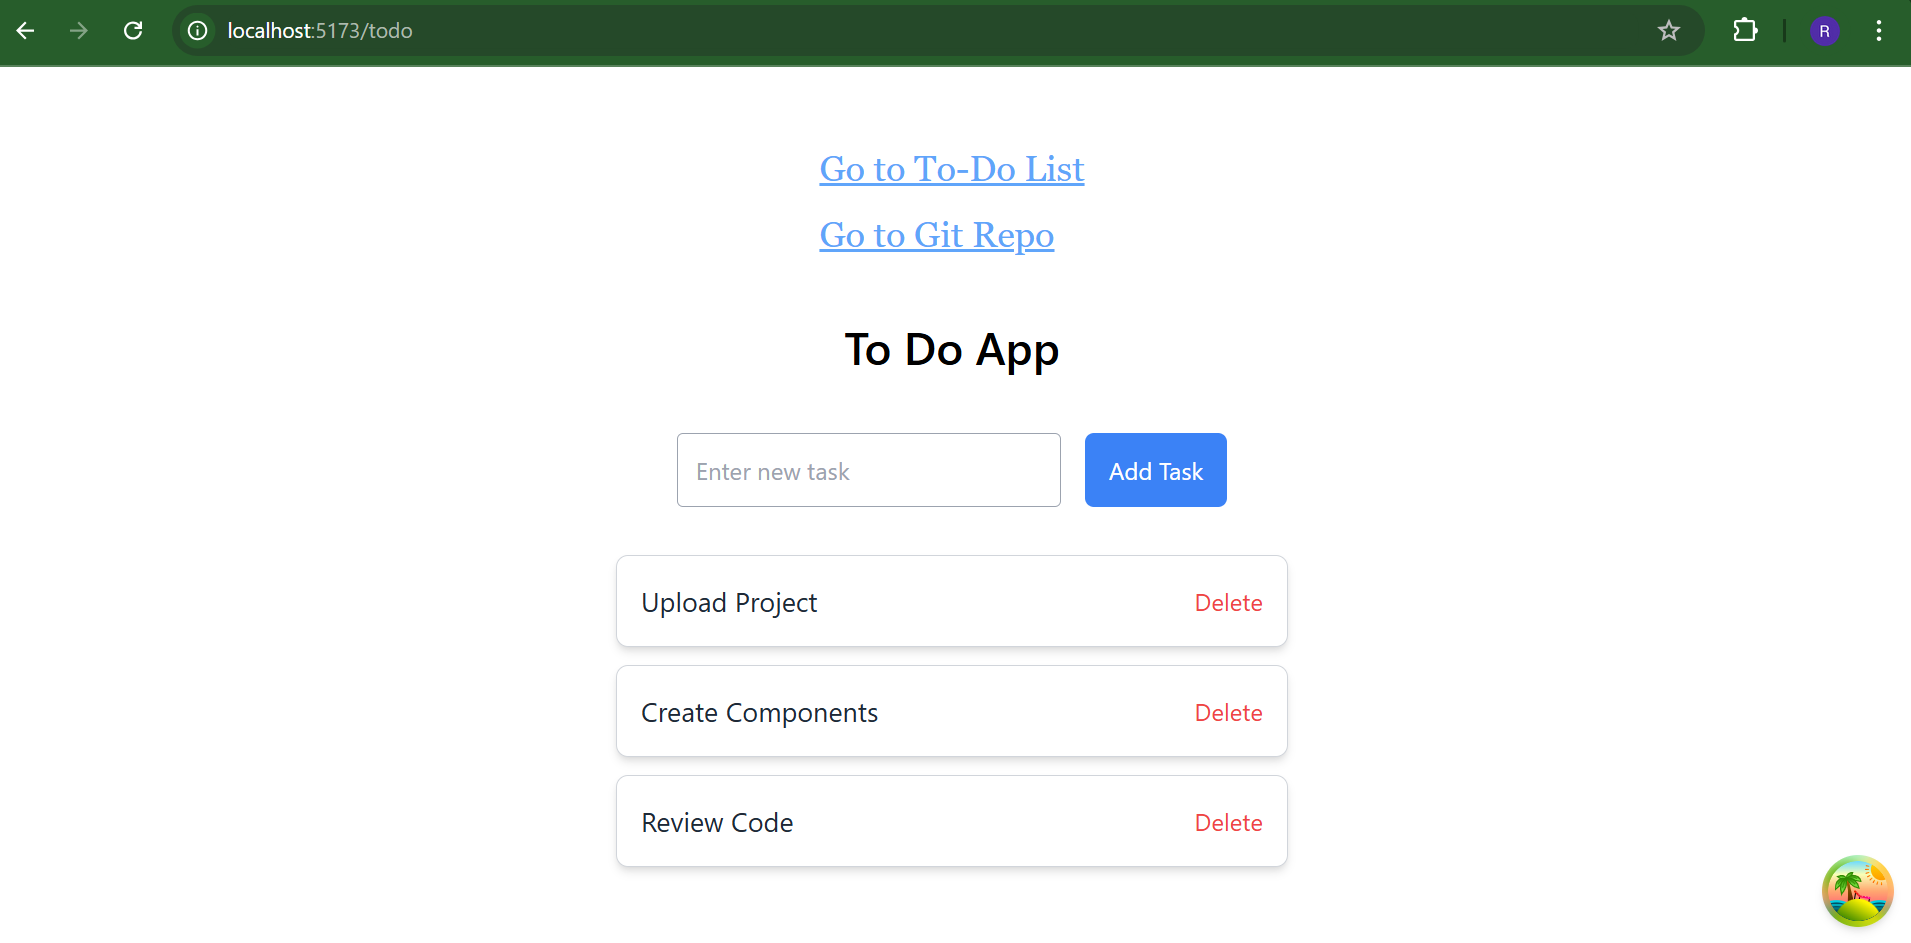 localhost:5173/todo
R
Go to To-Do List
Go to Git Repo
To Do App
Enter new task
Add Task
Upload Project
Delete
Create Components
Delete
Review Code
Delete